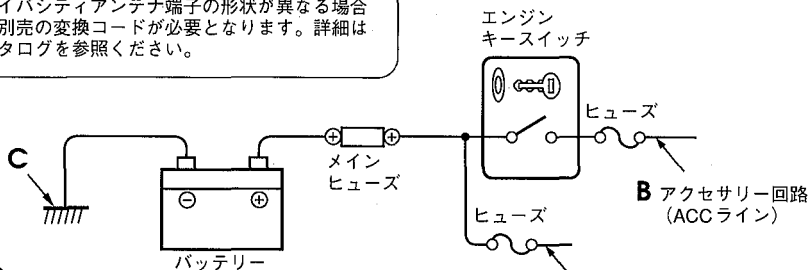 イバシティアンテナ端子の形状が異なる場合
別売の変換コードが必要となります。詳細は
タログを参照ください。
エンジン
キースイッチ
ヒューズ
C
メイン
ヒューズ
B アクセサリー回路
(ACCライン)
ヒューズ
バッテリー